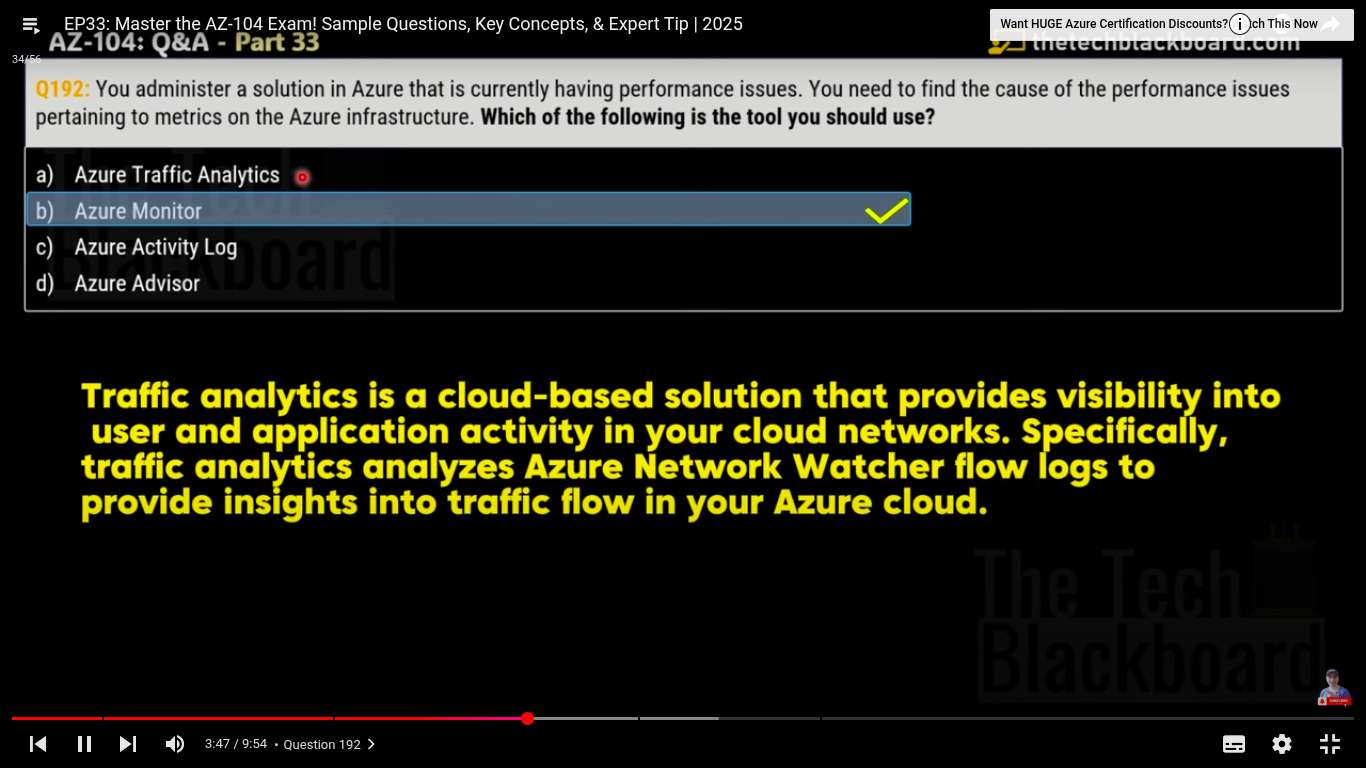 EP33: Master the AZ-104 Exam! Sample Questions, Key Concepts, & Expert Tip | 2025
Want HUGE Azure Certification Discounts? ch This Now
AZ-104: Q&A - Part 33
thetechblackboard.com
34/56
Q192: You administer a solution in Azure that is currently having performance issues. You need to find the cause of the performance issues
pertaining to metrics on the Azure infrastructure. Which of the following is the tool you should use?
a) Azure Traffic Analytics
b) Azure Monitor
c) Azure Activity Log
d) Azure Advisor
The Tech
Blackboard
Traffic analytics is a cloud-based solution that provides visibility into
user and application activity in your cloud networks. Specifically,
traffic analytics analyzes Azure Network Watcher flow logs to
provide insights into traffic flow in your Azure cloud.
The Tech
Blackboard
3:47 / 9:54 • Question 192